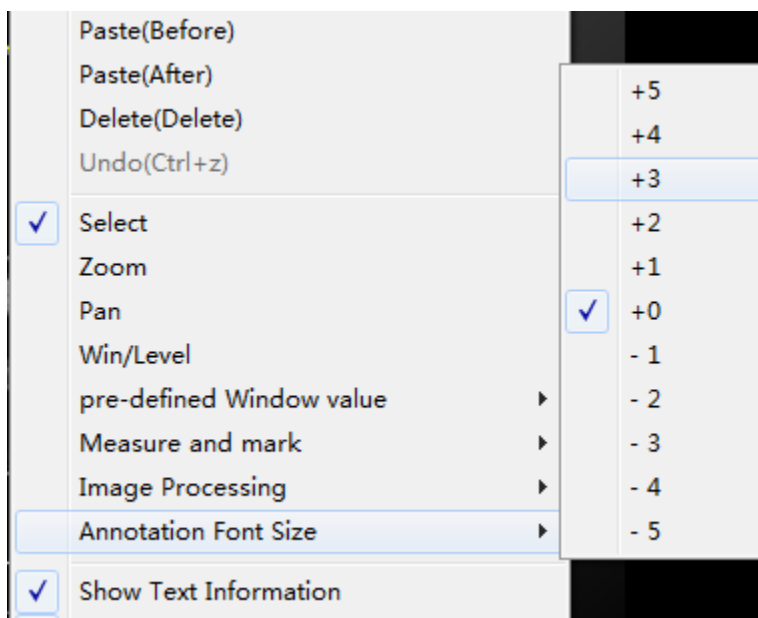 Paste(Before)
Paste(After)
Delete(Delete)
Undo(Ctrl+z)
Select
Zoom
Pan
Win/Level
pre-defined Window value
Measure and mark
Image Processing
Annotation Font Size
Show Text Information
+5
+4
+3
+2
+1
+0
- 1
- 2
- 3
- 4
- 5